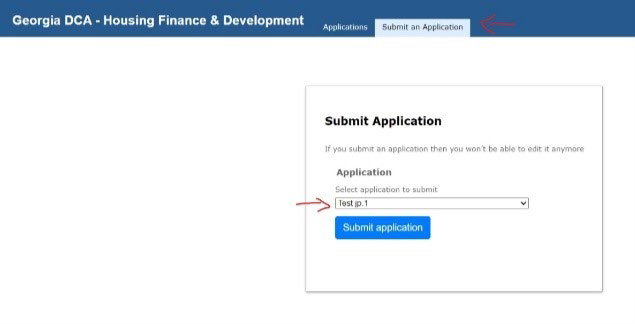 Georgia DCA - Housing Finance & Development
Applications
Submit an Application
Submit Application
If you submit an application then you won't be able to edit it anymore
Application
Select application to submit
Test jp.1
Submit application